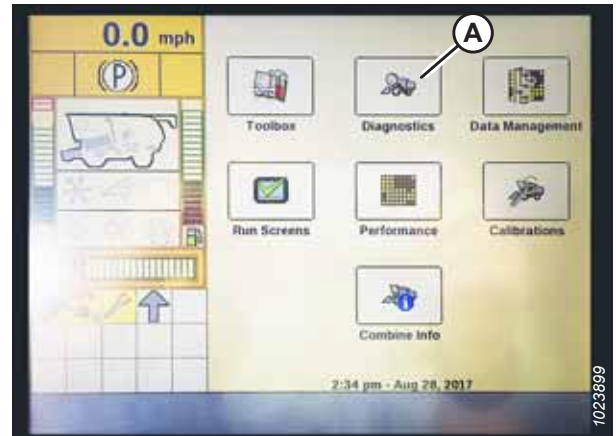 0.0 mph
A
(P)
Toolbox
Diagnostics
Data Management
Run Screens
Performance
Calibrations
Combine Info
2:34 pm - Aug 28, 2017
1023899